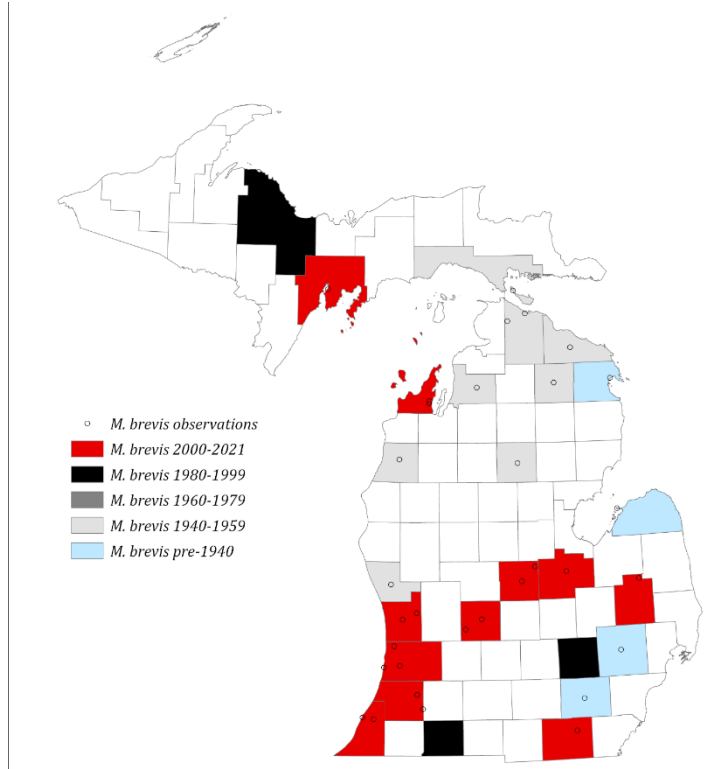 M. brevis observations
M. brevis 2000-2021
M. brevis 1980-1999
M. brevis 1960-1979
M. brevis 1940-1959
M. brevis pre-1940